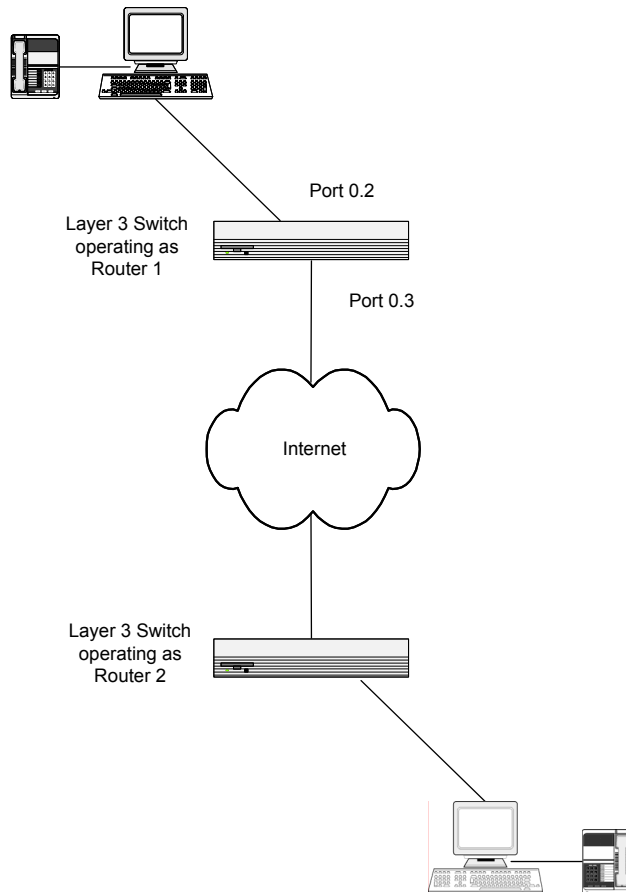 Port 0.2
Layer 3 Switch
operating as
Router 1
Port 0.3
Internet
Layer 3 Switch
operating as
Router 2